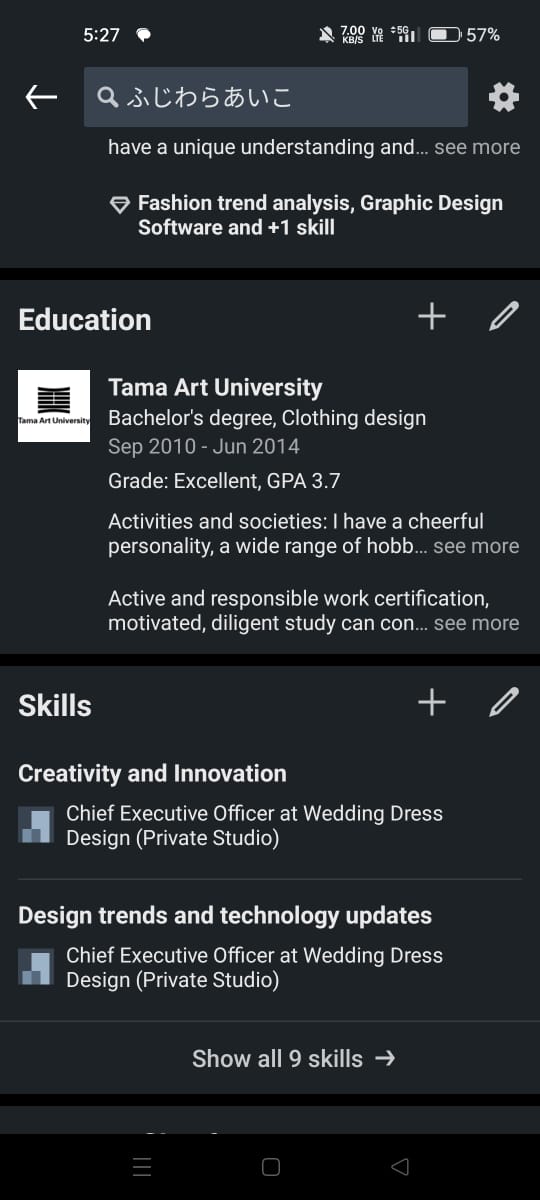 5:27 7.00 KB/S Vo LTE 5G 57%
ふじわらあいこ
have a unique understanding and... see more
Fashion trend analysis, Graphic Design
Software and +1 skill
Education
Tama Art University
Tama Art University
Bachelor's degree, Clothing design
Sep 2010 - Jun 2014
Grade: Excellent, GPA 3.7
Activities and societies: I have a cheerful
personality, a wide range of hobb... see more
Active and responsible work certification,
motivated, diligent study can con... see more
Skills
Creativity and Innovation
Chief Executive Officer at Wedding Dress
Design (Private Studio)
Design trends and technology updates
Chief Executive Officer at Wedding Dress
Design (Private Studio)
Show all 9 skills →